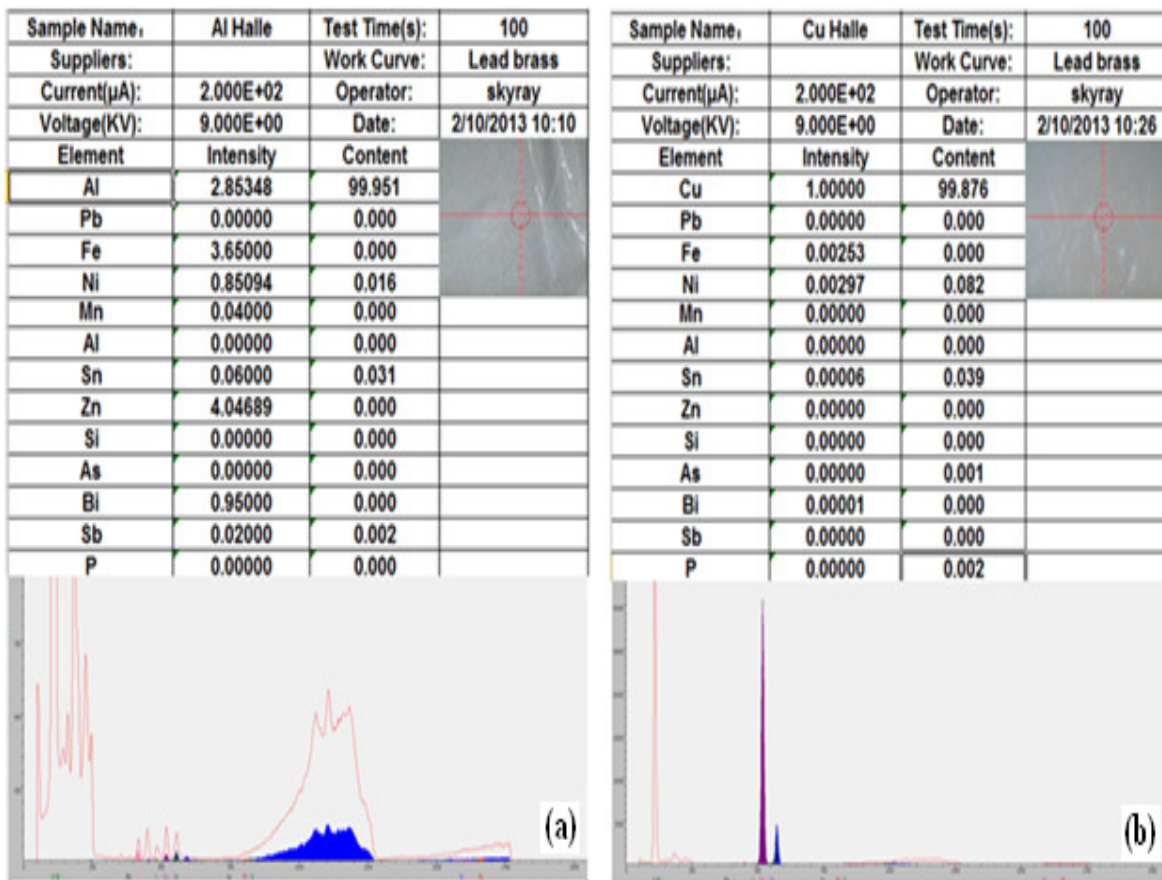 Sample Name: Al Halle Test Time(s): 100
Suppliers: Work Curve: Lead brass
Current(μA): 2.000E+02 Operator: skyray
Voltage(KV): 9.000E+00 Date: 2/10/2013 10:10
Element Intensity Content
Al 2.85348 99.951
Pb 0.00000 0.000
Fe 3.65000 0.000
Ni 0.85094 0.016
Mn 0.04000 0.000
Al 0.00000 0.000
Sn 0.06000 0.031
Zn 4.04689 0.000
Si 0.00000 0.000
As 0.00000 0.000
Bi 0.95000 0.000
Sb 0.02000 0.002
P 0.00000 0.000
(a)
Sample Name: Cu Halle Test Time(s): 100
Suppliers: Work Curve: Lead brass
Current(μA): 2.000E+02 Operator: skyray
Voltage(KV): 9.000E+00 Date: 2/10/2013 10:26
Element Intensity Content
Cu 1.00000 99.876
Pb 0.00000 0.000
Fe 0.00253 0.000
Ni 0.00297 0.082
Mn 0.00000 0.000
Al 0.00000 0.000
Sn 0.00006 0.039
Zn 0.00000 0.000
Si 0.00000 0.000
As 0.00000 0.001
Bi 0.00001 0.000
Sb 0.00000 0.000
P 0.00000 0.002
(b)